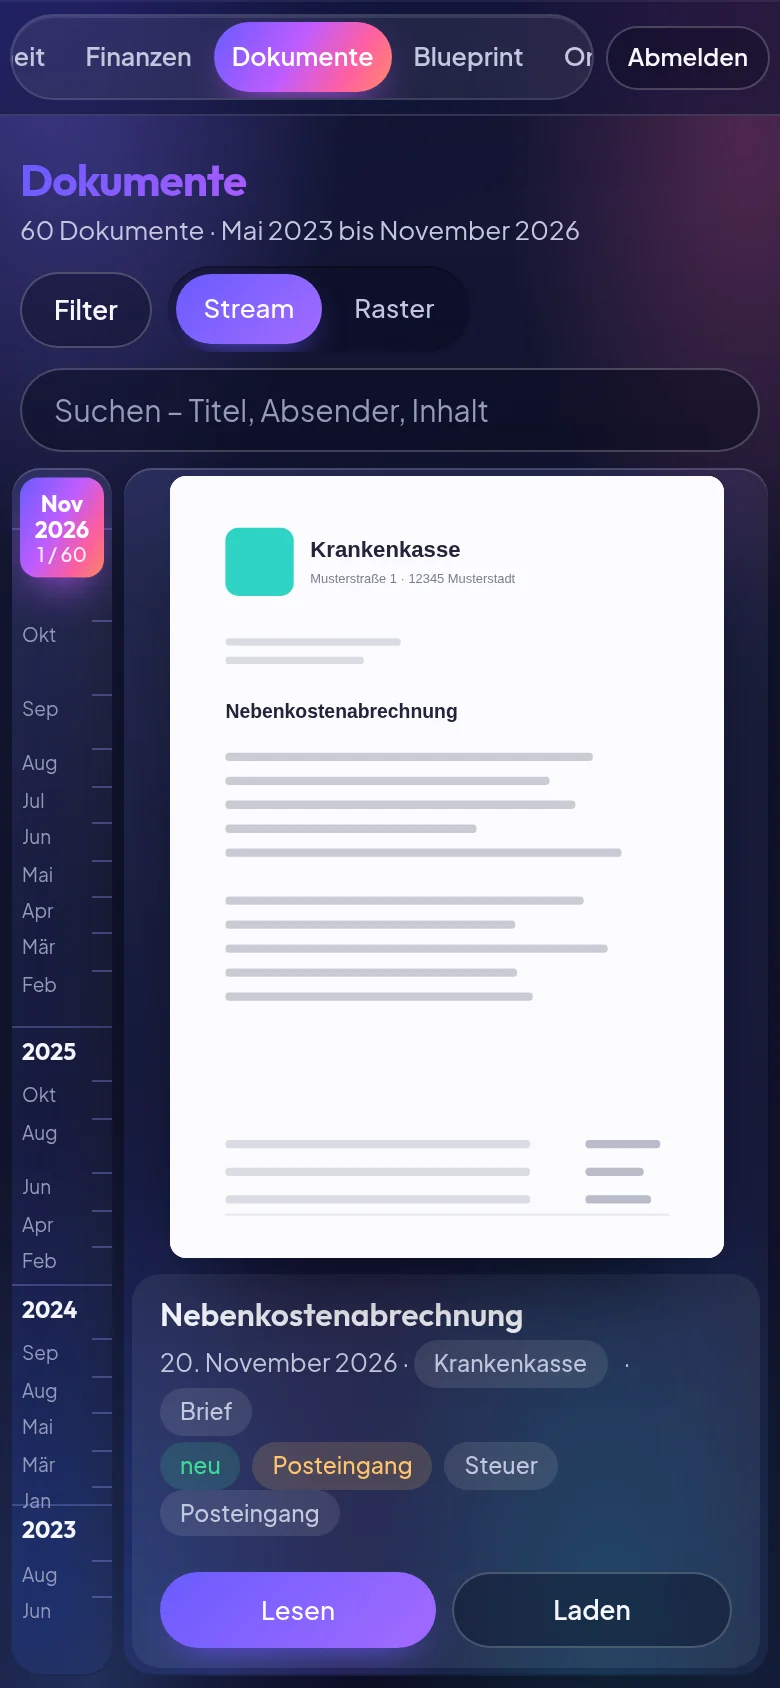 eit Finanzen Dokumente Blueprint Or Abmelden
Dokumente
60 Dokumente · Mai 2023 bis November 2026
Filter Stream Raster
Suchen – Titel, Absender, Inhalt
Nov
2026
1 / 60
Okt
Sep
Aug
Jul
Jun
Mai
Apr
Mär
Feb
2025
Okt
Aug
Jun
Apr
Feb
2024
Sep
Aug
Mai
Mär
Jan
2023
Aug
Jun
Krankenkasse
Musterstraße 1 · 12345 Musterstadt
Nebenkostenabrechnung
Nebenkostenabrechnung
20. November 2026 · Krankenkasse ·
Brief
neu Posteingang Steuer
Posteingang
Lesen Laden